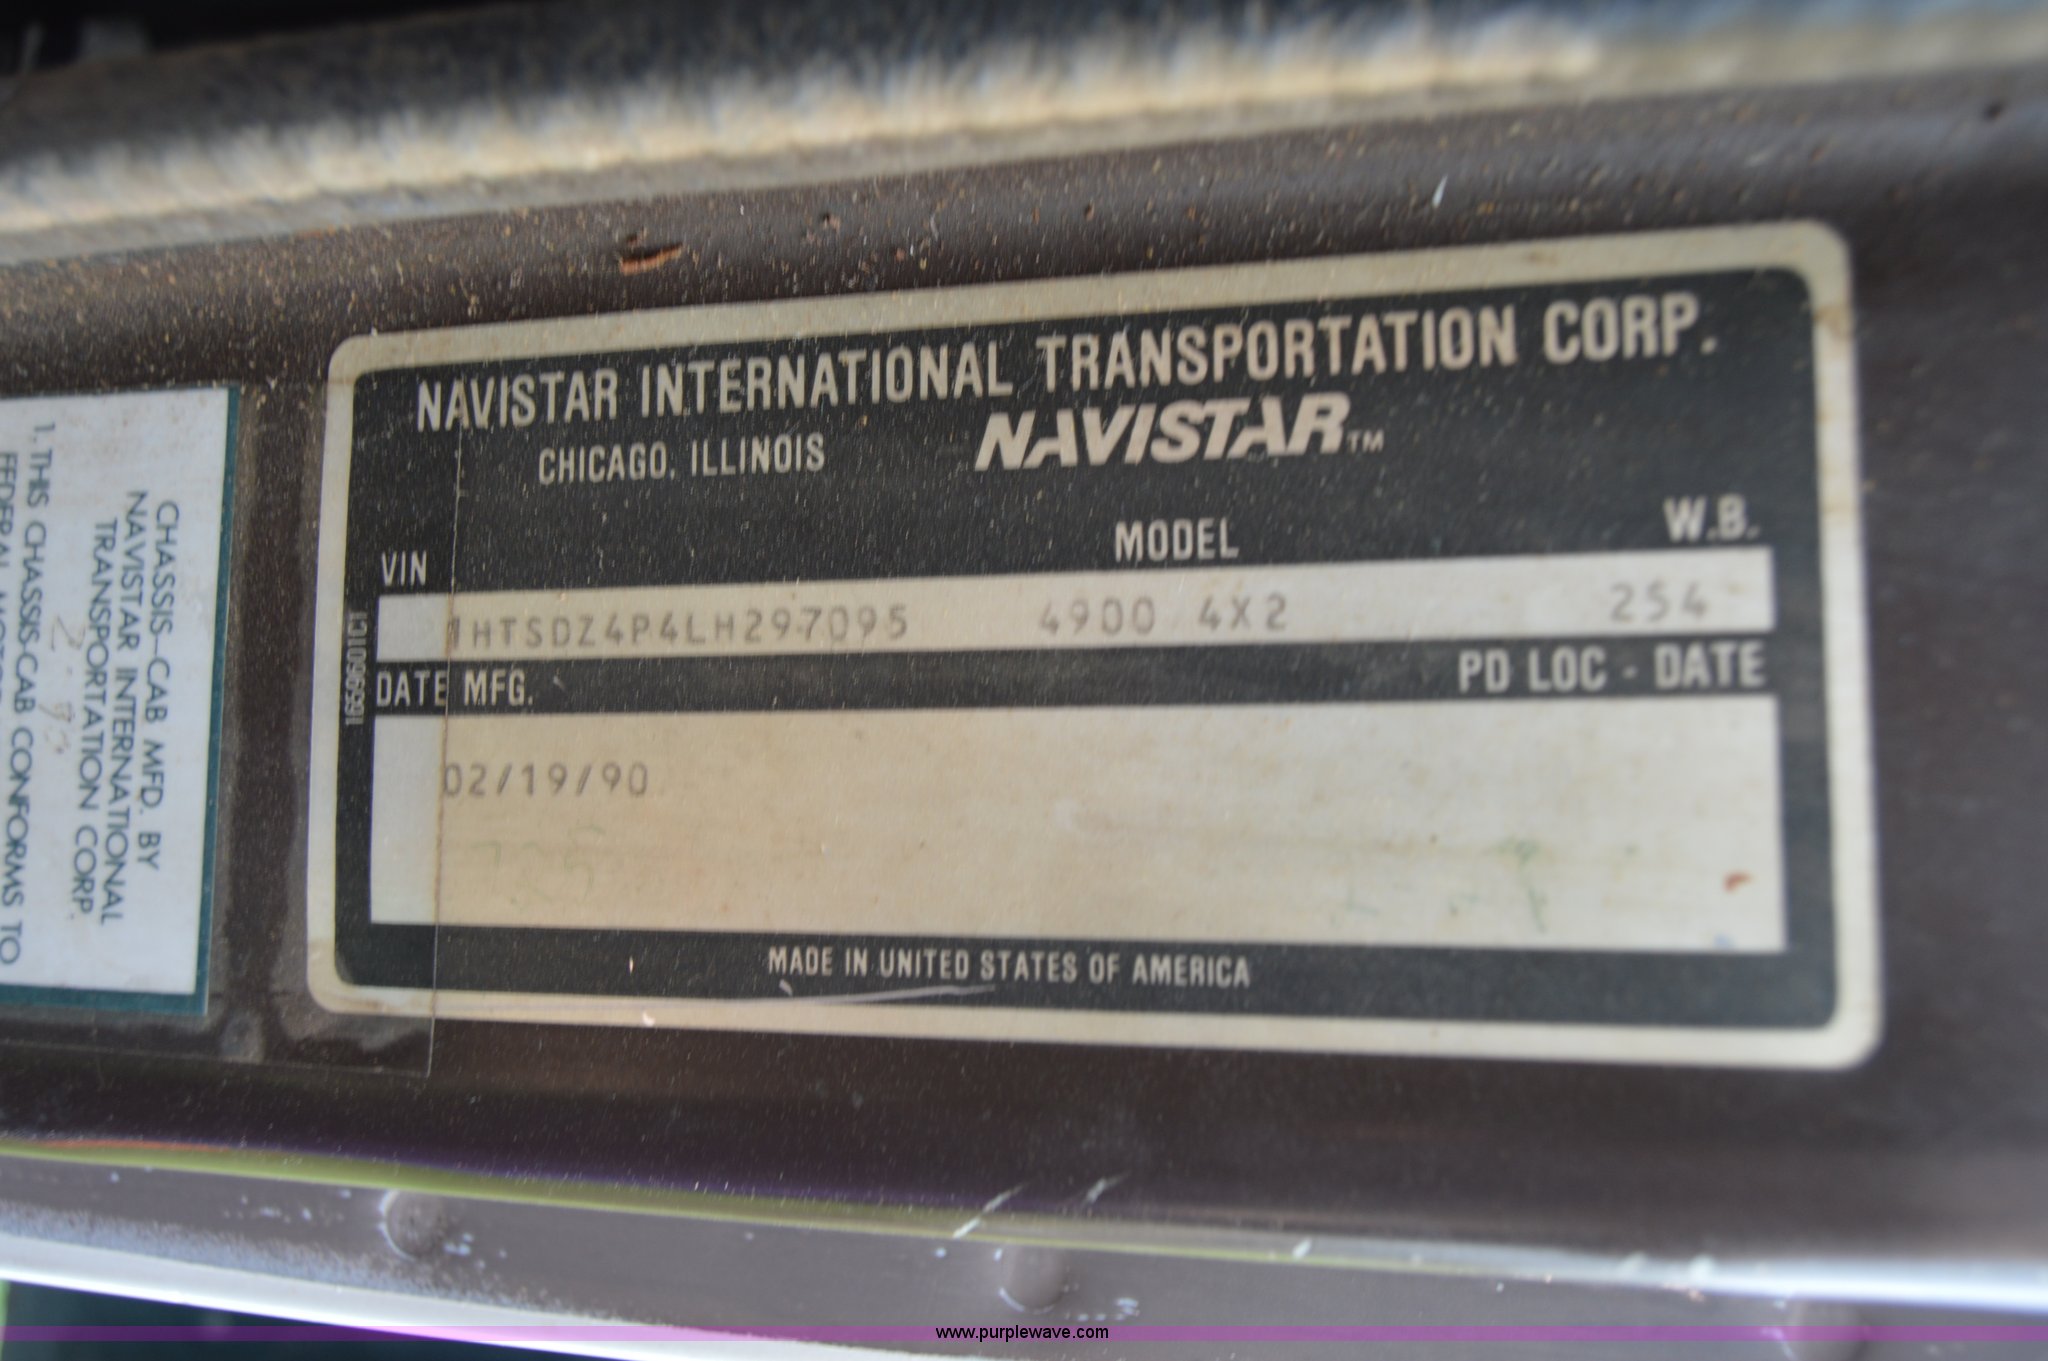 NAVISTAR INTERNATIONAL TRANSPORTATION CORP.
CHICAGO, ILLINOIS NAVISTAR™
VIN MODEL W.B.
1HTSDZ4P4LH297095 4900 4X2 254
DATE MFG. PD LOC - DATE
02/19/90
MADE IN UNITED STATES OF AMERICA
1699601C1
CHASSIS-CAB MFD. BY
NAVISTAR INTERNATIONAL
TRANSPORTATION CORP.
1. THIS CHASSIS-CAB CONFORMS TO
www.purplewave.com